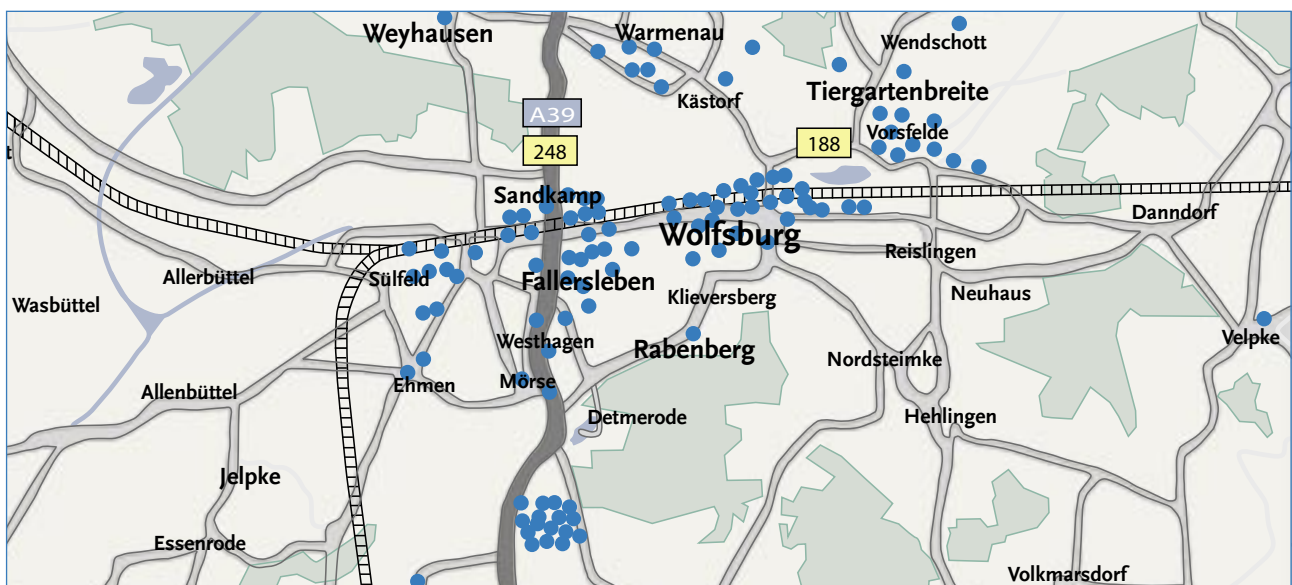 Weyhausen
Warmenau
Wendschott
Tiergartenbreite
Kästorf
A39
Vorsfelde
188
248
t
Sandkamp
Danndorf
Wolfsburg
Reislingen
Allerbüttel
Sülfeld
Fallersleben
Klieversberg
Neuhaus
Wasbüttel
Westhagen
Rabenberg
Velpke
Nordsteimke
Ehmen
Mörse
Allenbüttel
Detmerode
Hehlingen
Jelpke
Essenrode
Volkmarsdorf